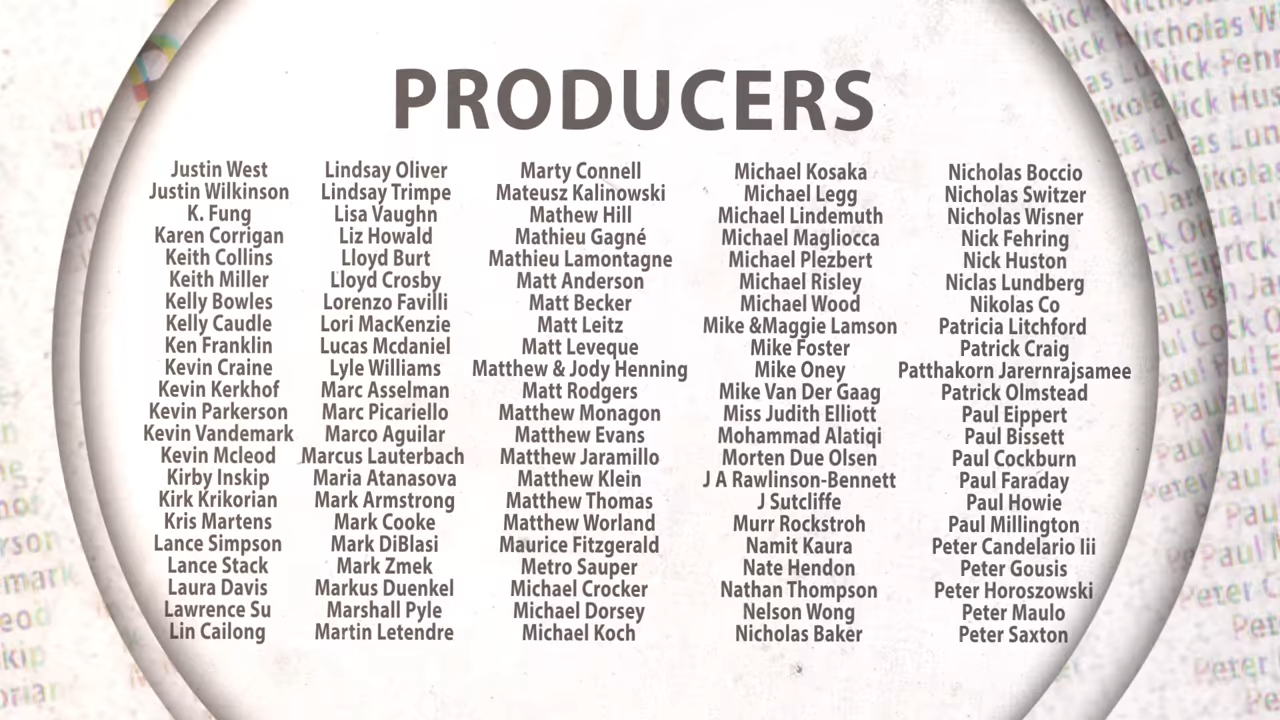 PRODUCERS
Justin West
Justin Wilkinson
K. Fung
Karen Corrigan
Keith Collins
Keith Miller
Kelly Bowles
Kelly Caudle
Ken Franklin
Kevin Craine
Kevin Kerkhof
Kevin Parkerson
Kevin Vandemark
Kevin Mcleod
Kirby Inskip
Kirk Krikorian
Kris Martens
Lance Simpson
Lance Stack
Laura Davis
Lawrence Su
Lin Cailong
Lindsay Oliver
Lindsay Trimpe
Lisa Vaughn
Liz Howald
Lloyd Burt
Lloyd Crosby
Lorenzo Favilli
Lori MacKenzie
Lucas Mcdaniel
Lyle Williams
Marc Asselman
Marc Picariello
Marco Aguilar
Marcus Lauterbach
Maria Atanasova
Mark Armstrong
Mark Cooke
Mark DiBlasi
Mark Zmek
Markus Duenkel
Marshall Pyle
Martin Letendre
Marty Connell
Mateusz Kalinowski
Mathew Hill
Mathieu Gagné
Mathieu Lamontagne
Matt Anderson
Matt Becker
Matt Leitz
Matt Leveque
Matthew & Jody Henning
Matt Rodgers
Matthew Monagon
Matthew Evans
Matthew Jaramillo
Matthew Klein
Matthew Thomas
Matthew Worland
Maurice Fitzgerald
Metro Sauper
Michael Crocker
Michael Dorsey
Michael Koch
Michael Kosaka
Michael Legg
Michael Lindemuth
Michael Magliocca
Michael Plezbert
Michael Risley
Michael Wood
Mike &Maggie Lamson
Mike Foster
Mike Oney
Mike Van Der Gaag
Miss Judith Elliott
Mohammad Alatiqi
Morten Due Olsen
J A Rawlinson-Bennett
J Sutcliffe
Murr Rockstroh
Namit Kaura
Nate Hendon
Nathan Thompson
Nelson Wong
Nicholas Baker
Nicholas Boccio
Nicholas Switzer
Nicholas Wisner
Nick Fehring
Nick Huston
Niclas Lundberg
Nikolas Co
Patricia Litchford
Patrick Craig
Patthakorn Jarernrajsamee
Patrick Olmstead
Paul Eippert
Paul Bissett
Paul Cockburn
Paul Faraday
Paul Howie
Paul Millington
Peter Candelario Iii
Peter Gousis
Peter Horoszowski
Peter Maulo
Peter Saxton